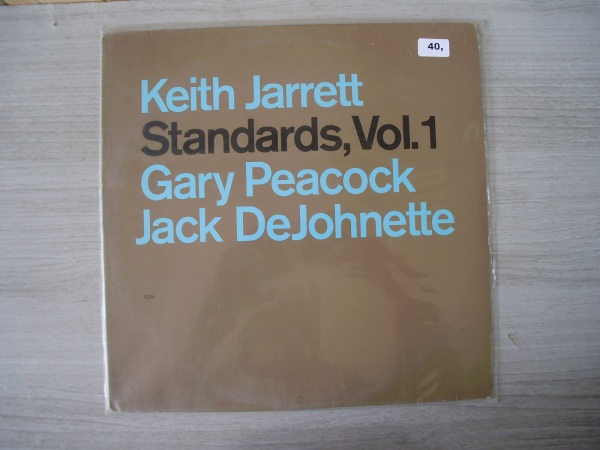 40,
Keith Jarrett
Standards, Vol. 1
Gary Peacock
Jack DeJohnette